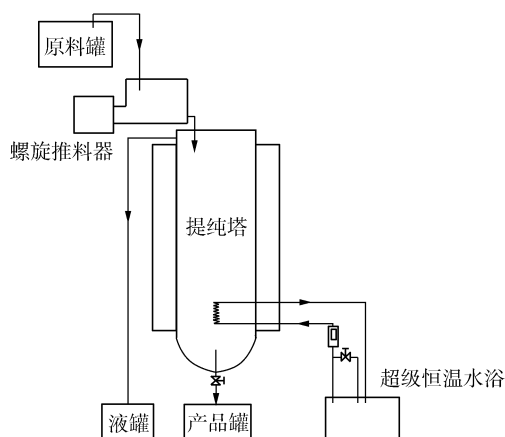 原料罐
螺旋推料器
提纯塔
超级恒温水浴
液罐
产品罐